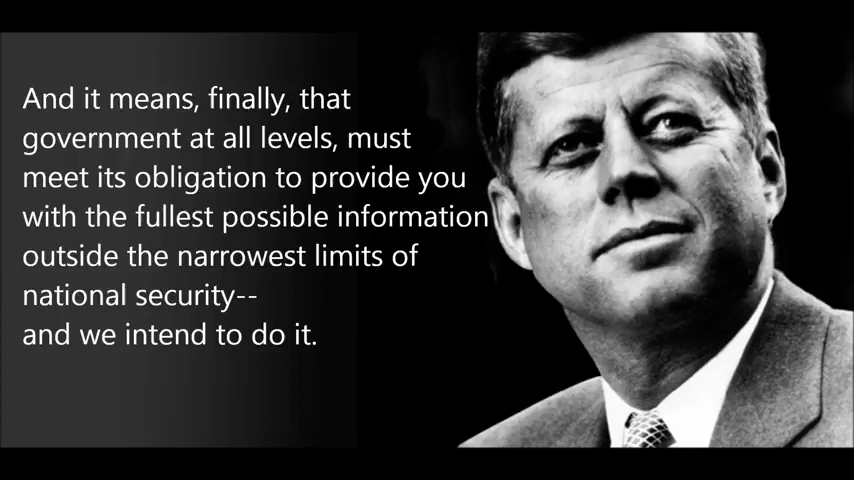 And it means, finally, that
government at all levels, must
meet its obligation to provide you
with the fullest possible information
outside the narrowest limits of
national security--
and we intend to do it.